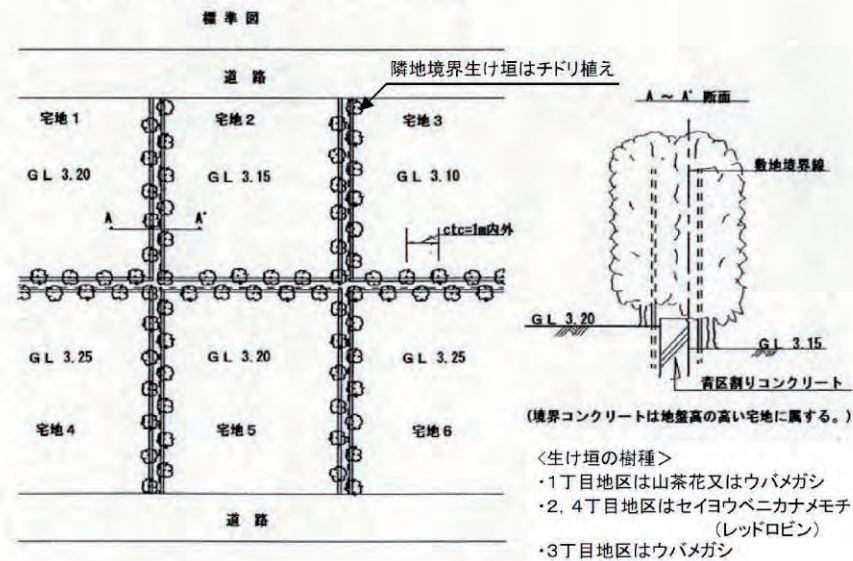 標準図
道路
隣地境界生け垣はチドリ植え
宅地1
宅地2
宅地3
GL 3.20
GL 3.15
GL 3.10
A
A'
ctc=1m内外
GL 3.25
GL 3.20
GL 3.25
宅地4
宅地5
宅地6
道路
A ～ A' 断面
敷地境界線
GL 3.20
GL 3.15
背区割りコンクリート
(境界コンクリートは地盤高の高い宅地に属する。)
＜生け垣の樹種＞
・1丁目地区は山茶花又はウバメガシ
・2, 4丁目地区はセイヨウベニカナメモチ
(レッドロビン)
・3丁目地区はウバメガシ